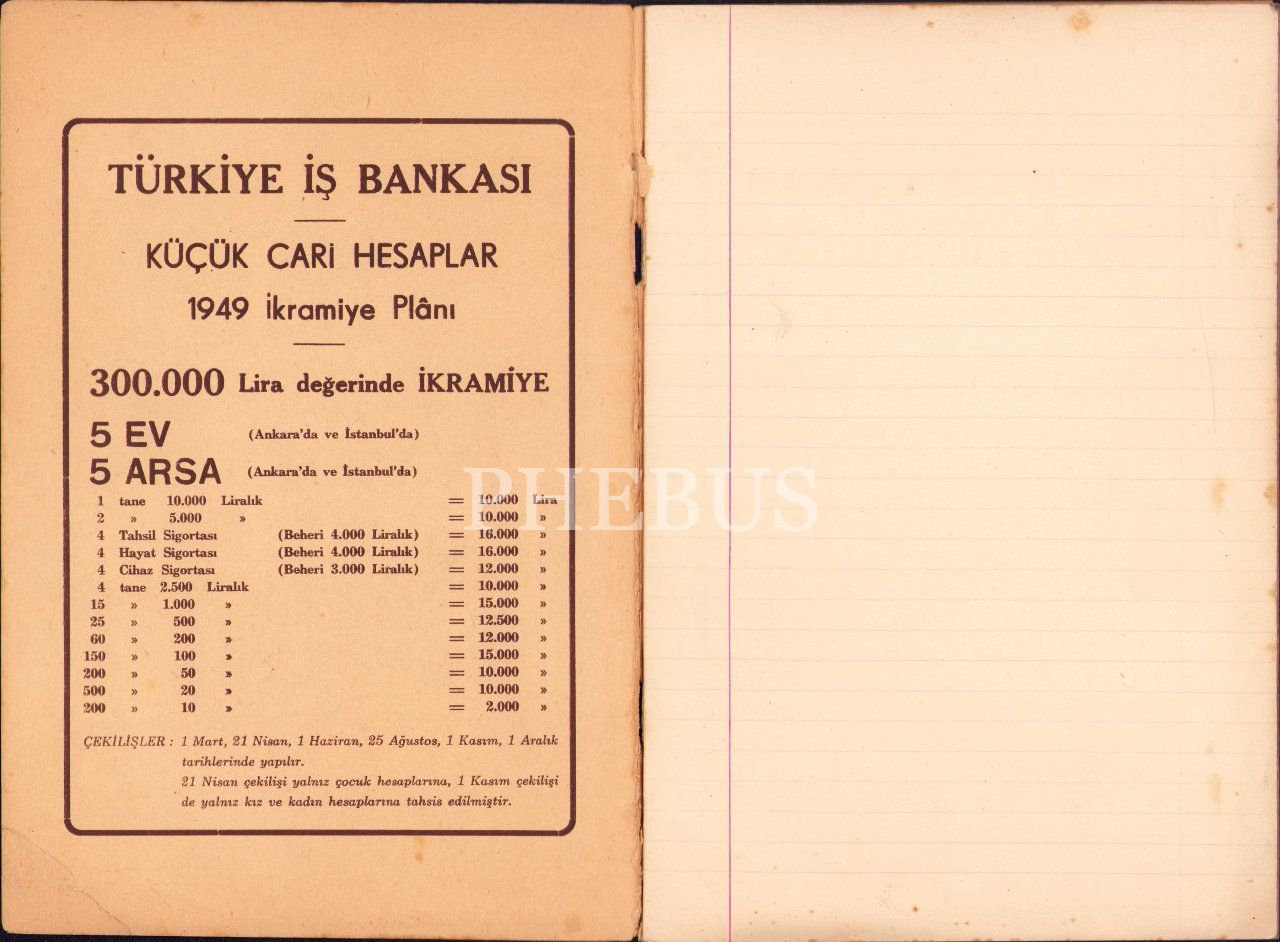 TÜRKİYE İŞ BANKASI
KÜÇÜK CARİ HESAPLAR
1949 İkramiye Plânı
300.000 Lira değerinde İKRAMİYE
5 EV (Ankara'da ve İstanbul'da)
5 ARSA (Ankara'da ve İstanbul'da)
1 tane 10.000 Liralık = 10.000 Lira
2 » 5.000 » = 10.000 »
4 Tahsil Sigortası (Beheri 4.000 Liralık) = 16.000 »
4 Hayat Sigortası (Beheri 4.000 Liralık) = 16.000 »
4 Cihaz Sigortası (Beheri 3.000 Liralık) = 12.000 »
4 tane 2.500 Liralık = 10.000 »
15 » 1.000 » = 15.000 »
25 » 500 » = 12.500 »
60 » 200 » = 12.000 »
150 » 100 » = 15.000 »
200 » 50 » = 10.000 »
500 » 20 » = 10.000 »
200 » 10 » = 2.000 »
ÇEKİLİŞLER : 1 Mart, 21 Nisan, 1 Haziran, 25 Ağustos, 1 Kasım, 1 Aralık
tarihlerinde yapılır.
21 Nisan çekilişi yalnız çocuk hesaplarına, 1 Kasım çekilişi
de yalnız kız ve kadın hesaplarına tahsis edilmiştir.
PHEBUS